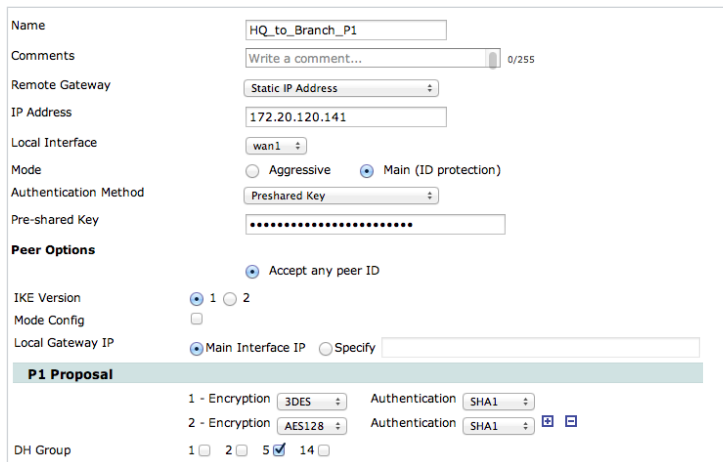 Name HQ_to_Branch_P1
Comments Write a comment... 0/255
Remote Gateway Static IP Address
IP Address 172.20.120.141
Local Interface wan1
Mode Aggressive Main (ID protection)
Authentication Method Preshared Key
Pre-shared Key ••••••••••••••••••••••••
Peer Options
Accept any peer ID
IKE Version 1 2
Mode Config
Local Gateway IP Main Interface IP Specify
P1 Proposal
1 - Encryption 3DES Authentication SHA1
2 - Encryption AES128 Authentication SHA1
DH Group 1 2 5 14